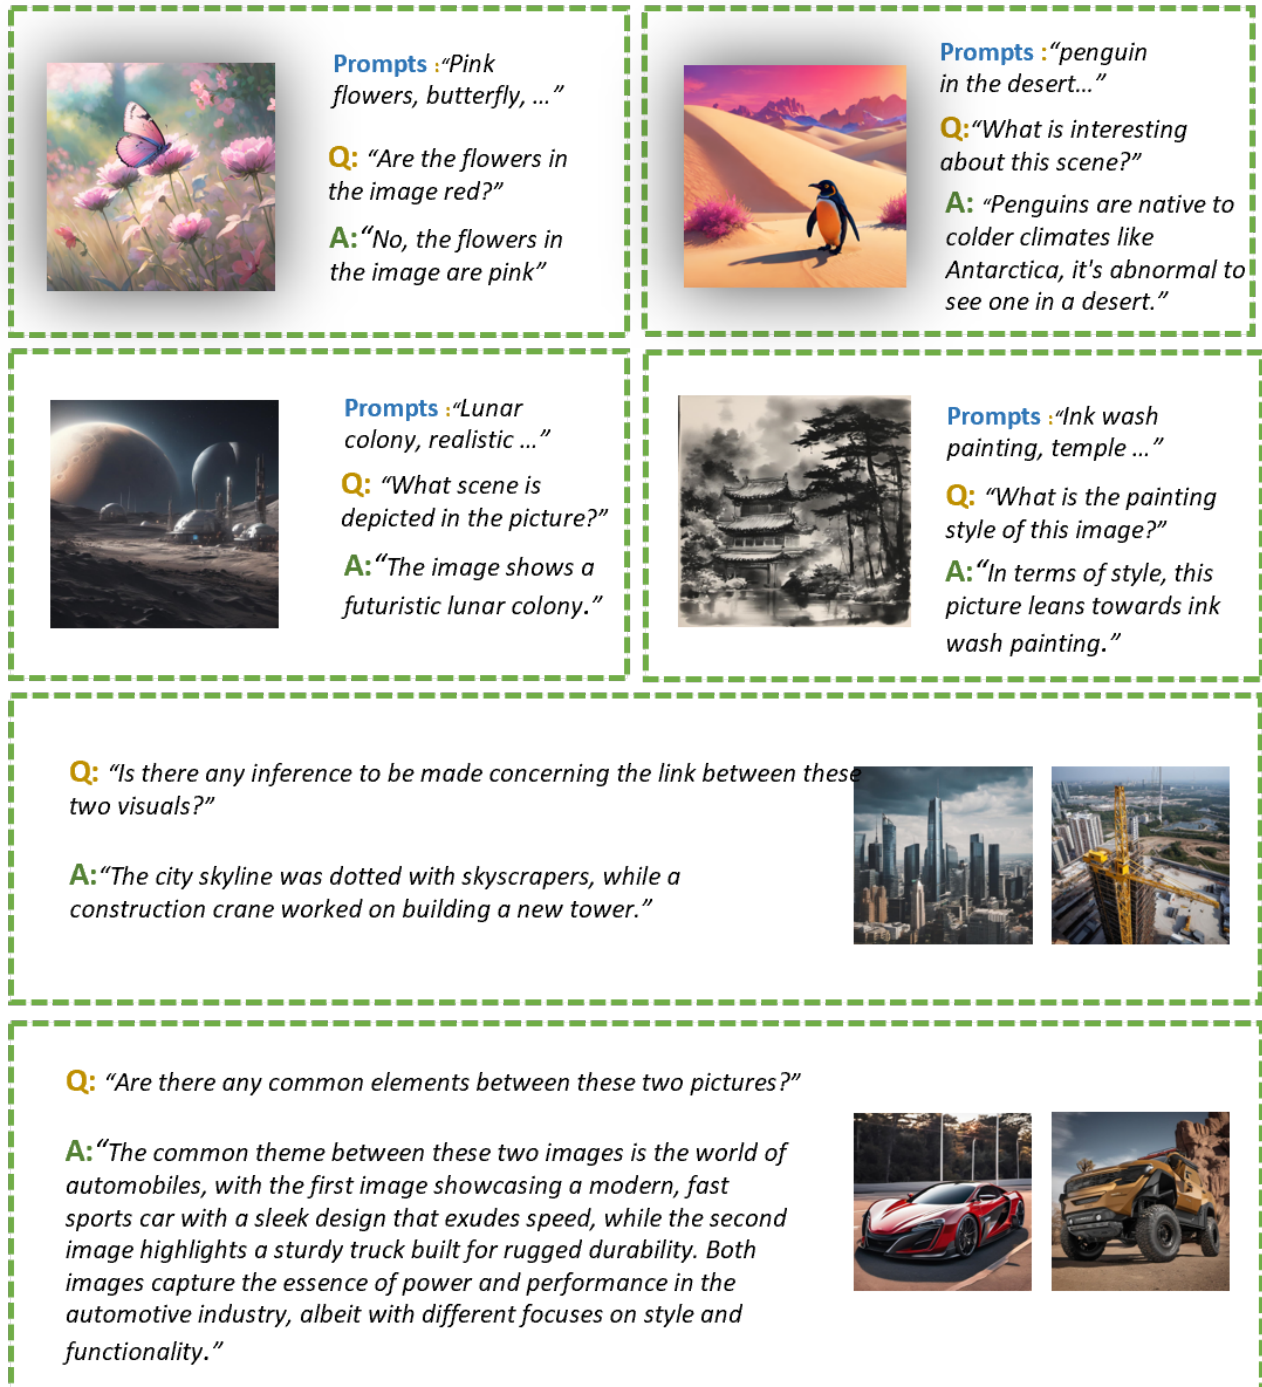 Prompts :“Pink
flowers, butterfly, ...”
Q: “Are the flowers in
the image red?”
A:“No, the flowers in
the image are pink”
Prompts :“penguin
in the desert...”
Q:“What is interesting
about this scene?”
A: “Penguins are native to
colder climates like
Antarctica, it's abnormal to
see one in a desert.”
Prompts :“Lunar
colony, realistic ...”
Q: “What scene is
depicted in the picture?”
A:“The image shows a
futuristic lunar colony.”
Prompts :“Ink wash
painting, temple ...”
Q: “What is the painting
style of this image?”
A:“In terms of style, this
picture leans towards ink
wash painting.”
Q: “Is there any inference to be made concerning the link between these
two visuals?”
A:“The city skyline was dotted with skyscrapers, while a
construction crane worked on building a new tower.”
Q: “Are there any common elements between these two pictures?”
A:“The common theme between these two images is the world of
automobiles, with the first image showcasing a modern, fast
sports car with a sleek design that exudes speed, while the second
image highlights a sturdy truck built for rugged durability. Both
images capture the essence of power and performance in the
automotive industry, albeit with different focuses on style and
functionality.”